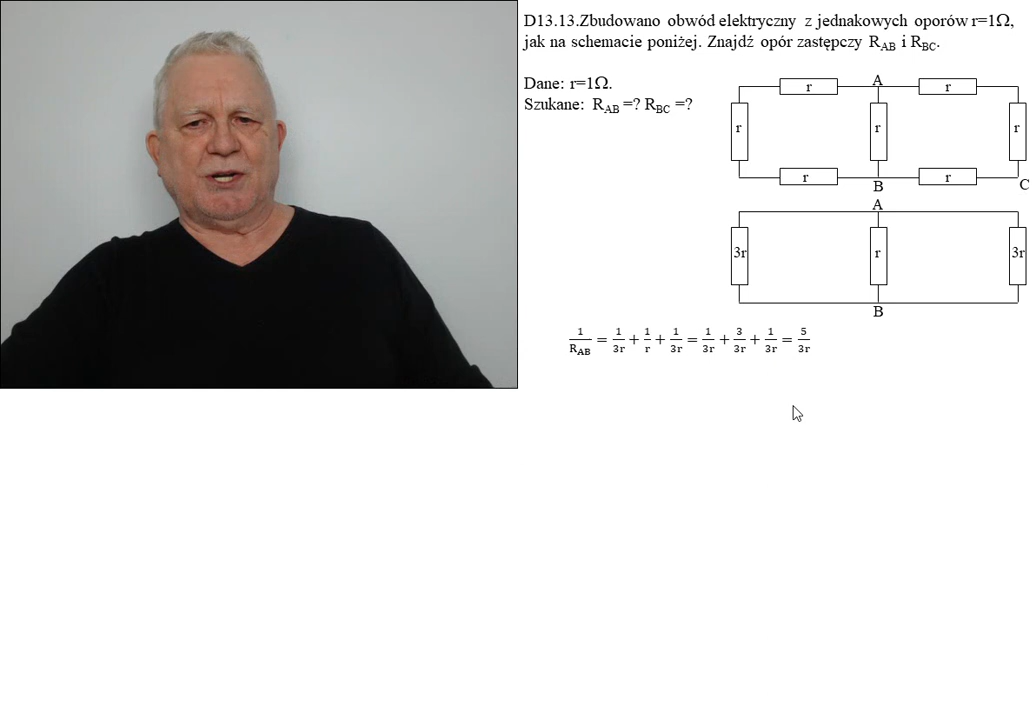 D13.13.Zbudowano obwód elektryczny z jednakowych oporów r=1Ω,
jak na schemacie poniżej. Znajdź opór zastępczy R_AB i R_BC.
Dane: r=1Ω.
Szukane: R_AB =? R_BC =?
r A r
r r r
r B r C
A
3r r 3r
B
1/R_AB = 1/3r + 1/r + 1/3r = 1/3r + 3/3r + 1/3r = 5/3r